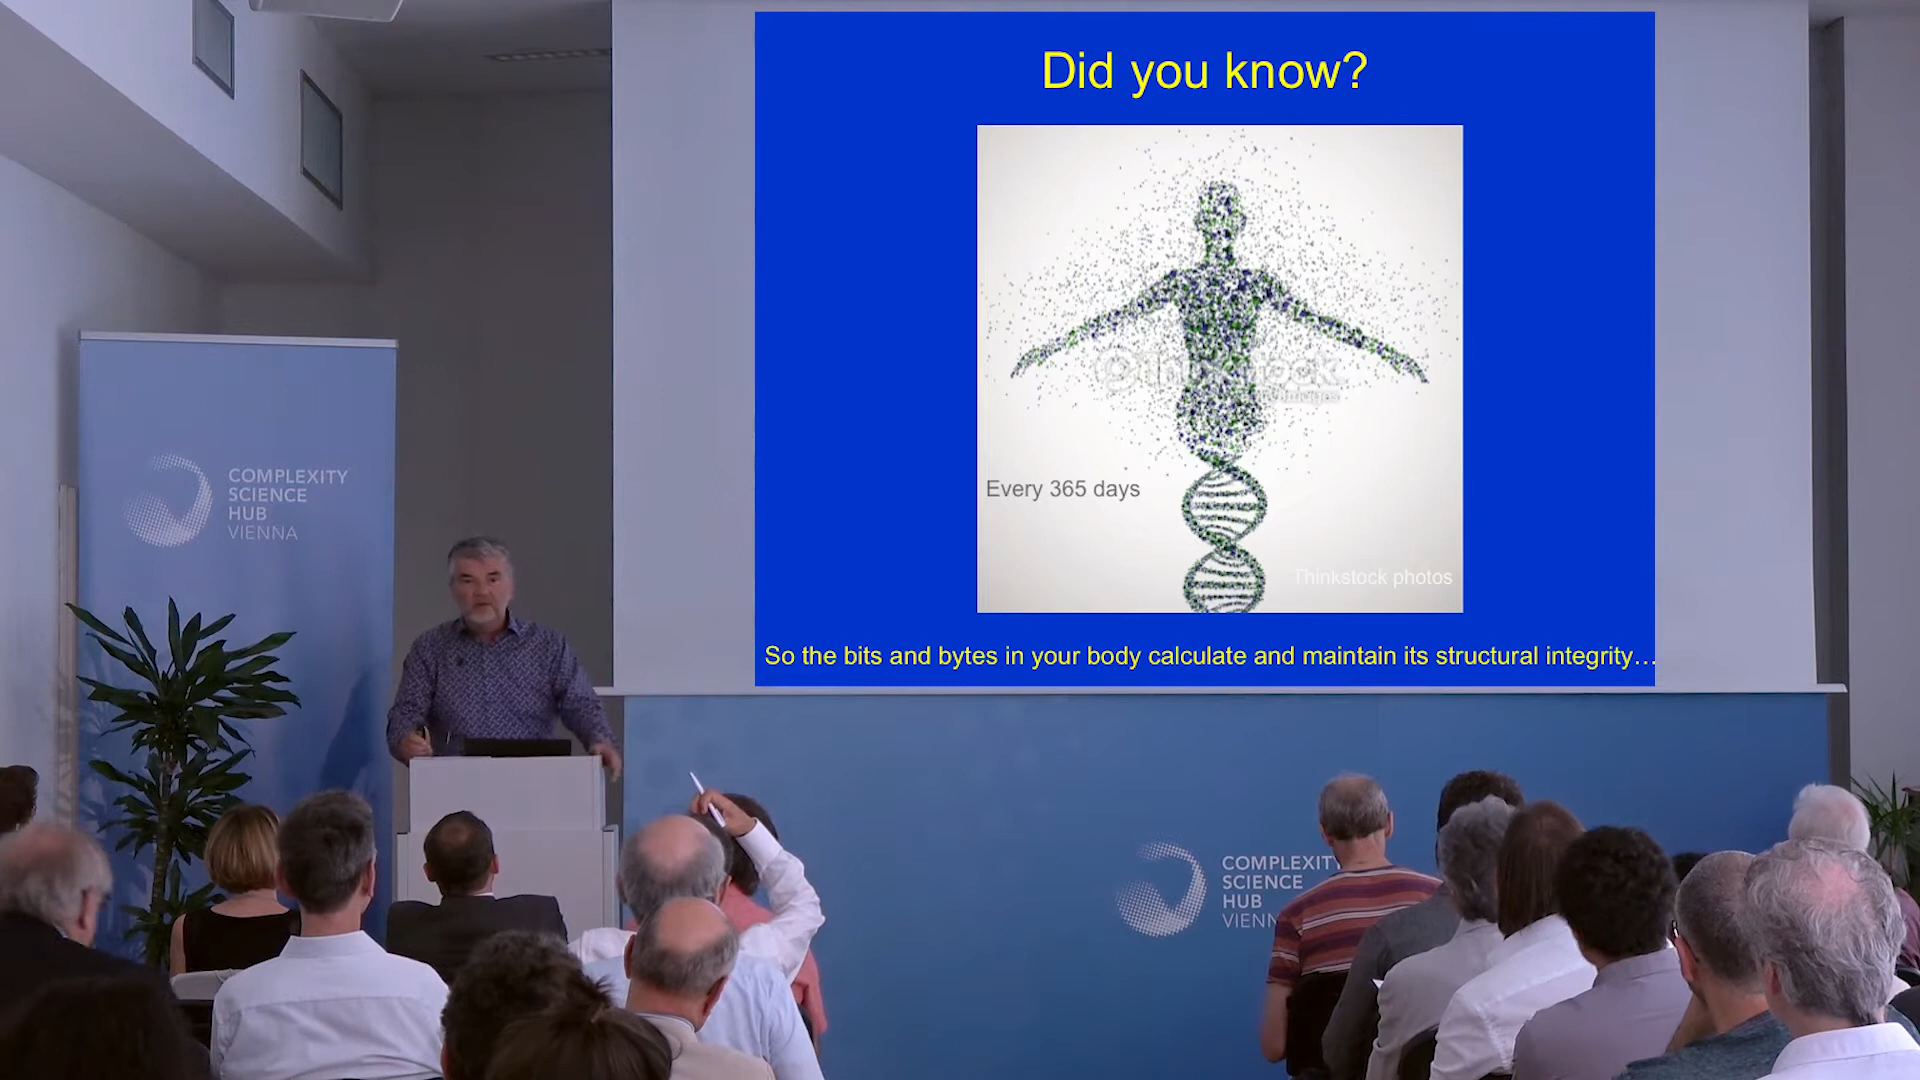 Did you know?
Thinkstock
Every 365 days
Thinkstock photos
So the bits and bytes in your body calculate and maintain its structural integrity…
COMPLEXITY
SCIENCE
HUB
VIENNA
COMPLEXITY
SCIENCE
HUB
VIENN